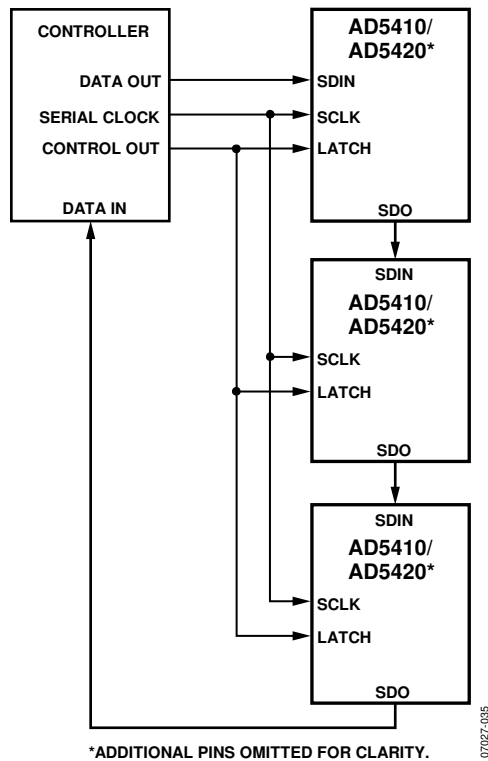 CONTROLLER
DATA OUT
SERIAL CLOCK
CONTROL OUT
DATA IN
AD5410/
AD5420*
SDIN
SCLK
LATCH
SDO
SDIN
AD5410/
AD5420*
SCLK
LATCH
SDO
SDIN
AD5410/
AD5420*
SCLK
LATCH
SDO
*ADDITIONAL PINS OMITTED FOR CLARITY.
07027-035